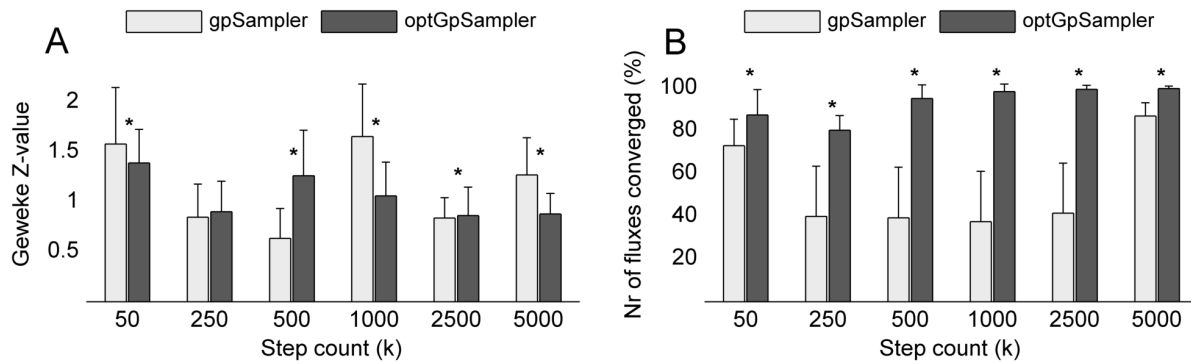 A
gpSampler optGpSampler
Geweke Z-value
2
1.5
1
0.5
* * * * *
50 250 500 1000 2500 5000
Step count (k)
B
gpSampler optGpSampler
Nr of fluxes converged (%)
100
80
60
40
20
* * * * * *
50 250 500 1000 2500 5000
Step count (k)